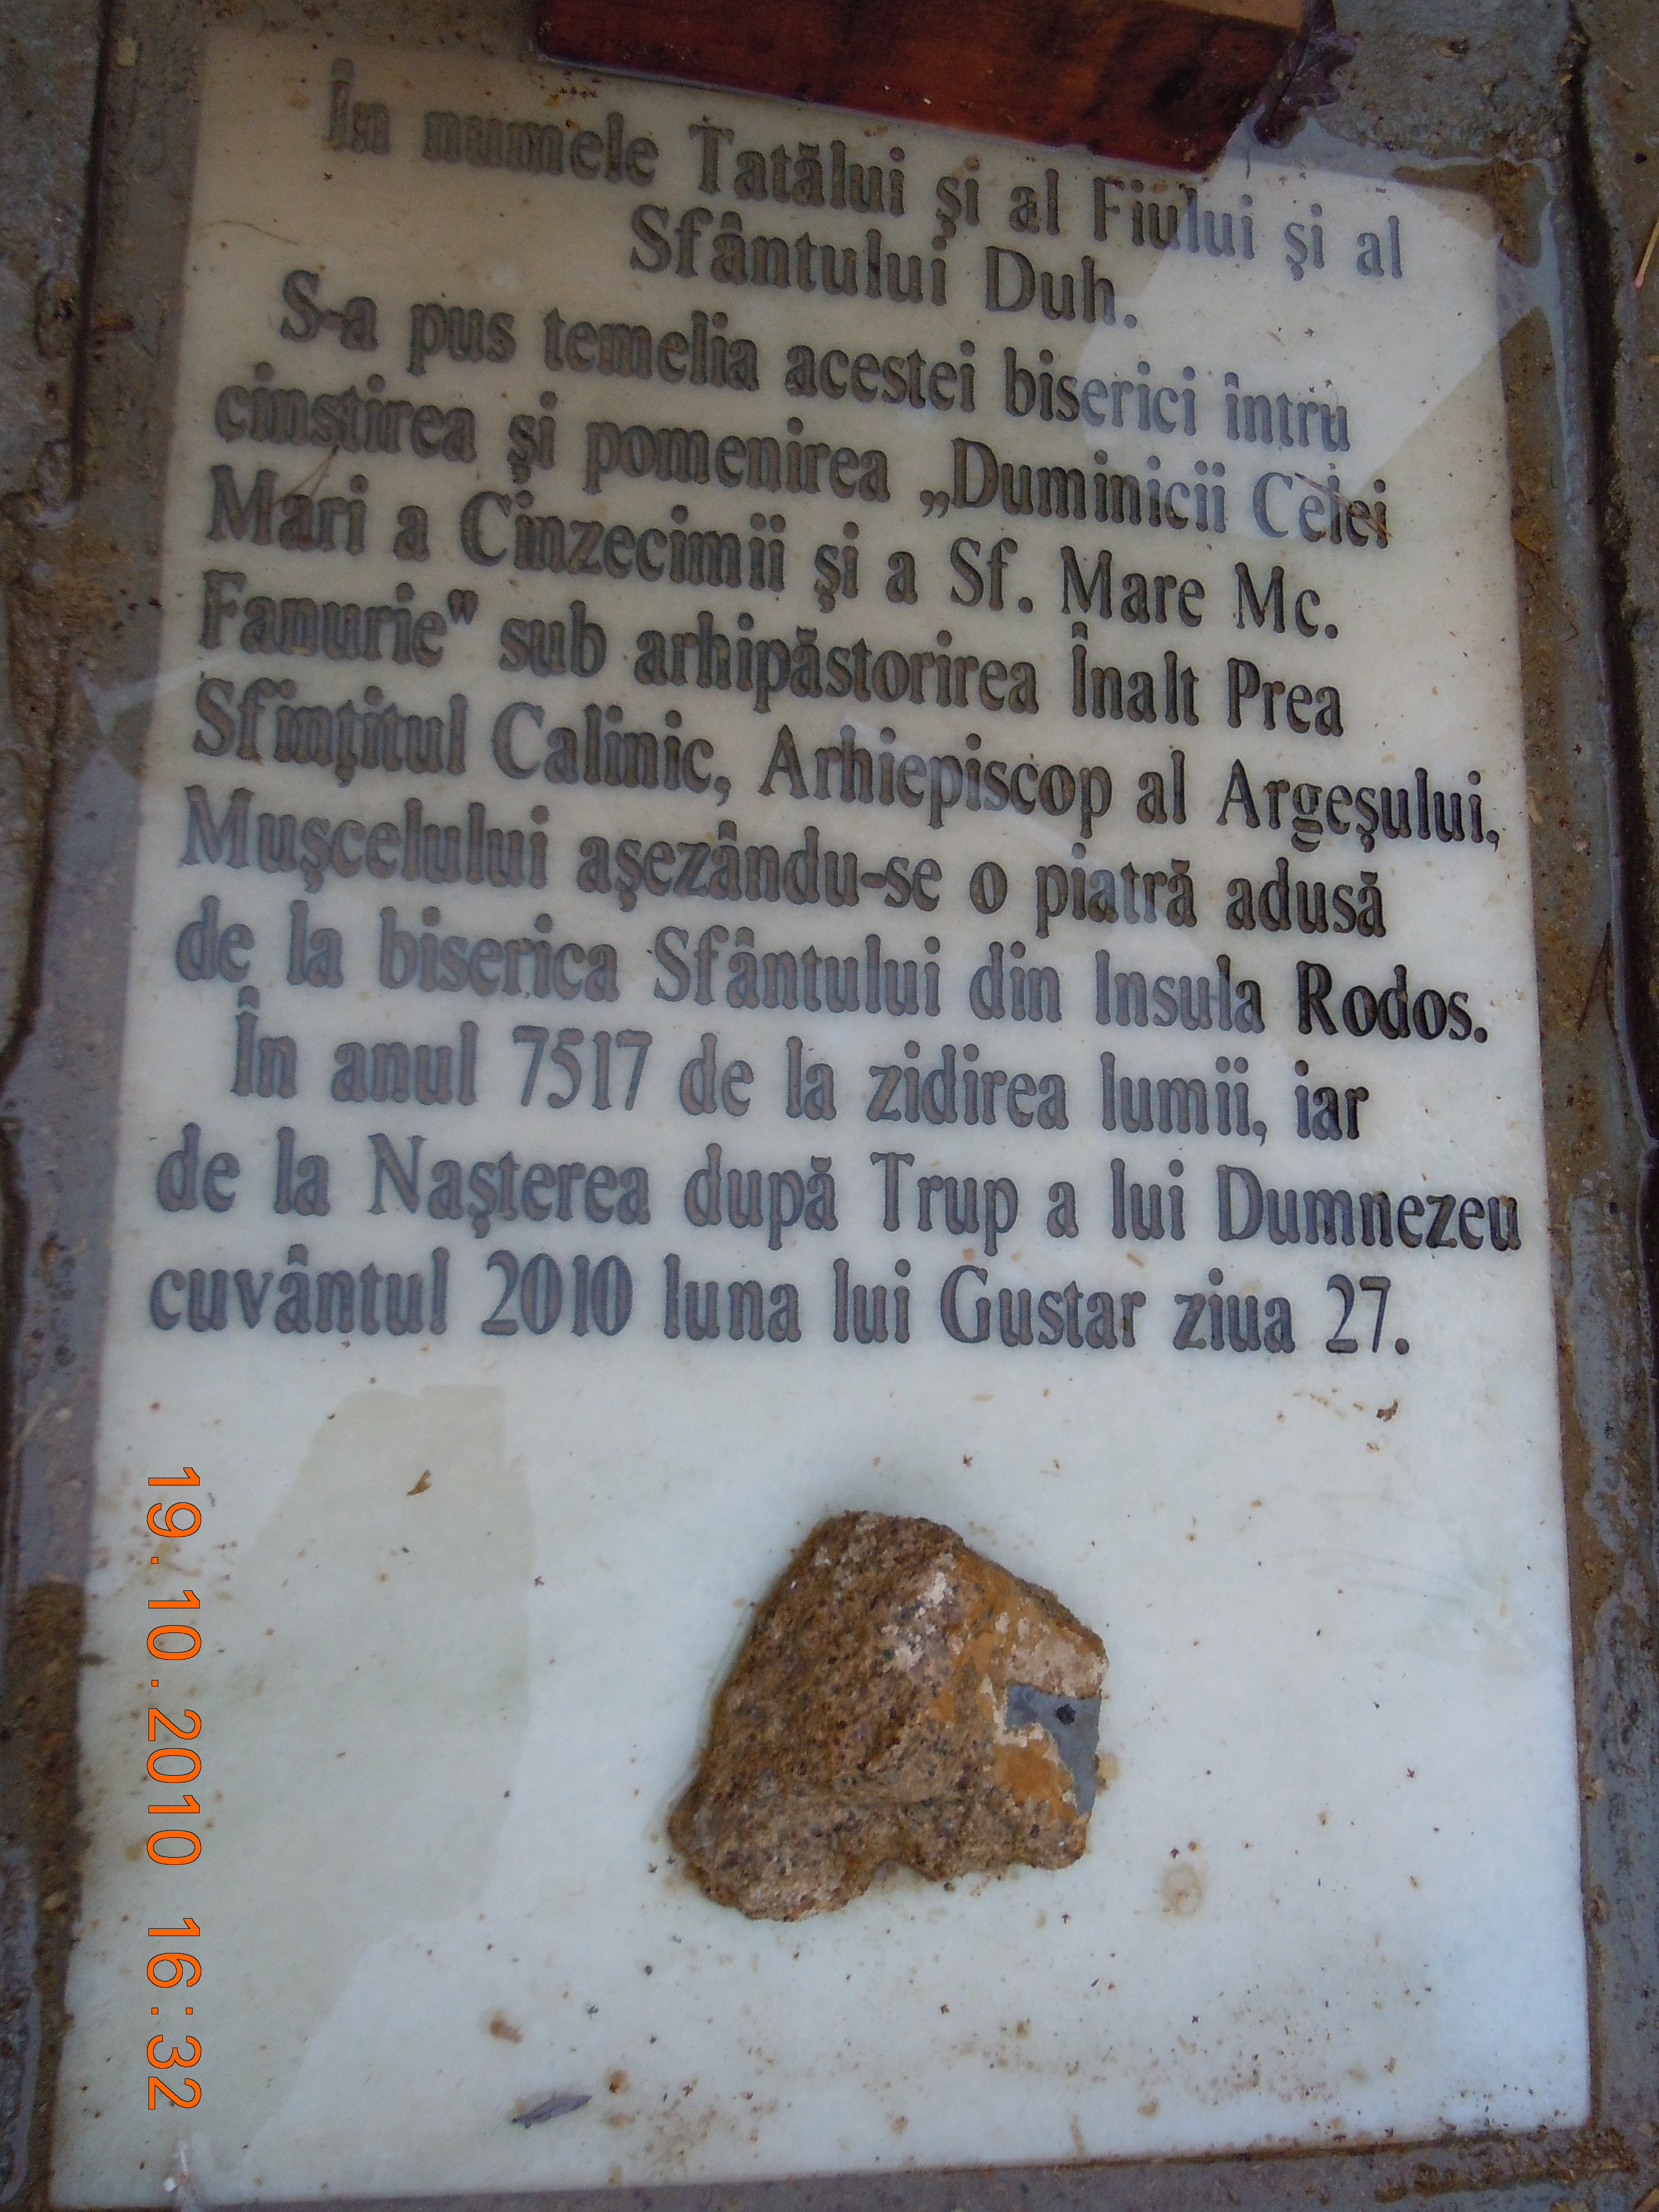 În numele Tatălui şi al Fiului şi al
Sfântului Duh.
S-a pus temelia acestei biserici întru
cinstirea şi pomenirea „Duminicii Celei
Mari a Cinzecimii şi a Sf. Mare Mc.
Fanurie" sub arhipăstorirea Înalt Prea
Sfinţitul Calinic, Arhiepiscop al Argeşului,
Muşcelului aşezându-se o piatră adusă
de la biserica Sfântului din Insula Rodos.
În anul 7517 de la zidirea lumii, iar
de la Naşterea după Trup a lui Dumnezeu
cuvântul 2010 luna lui Gustar ziua 27.
19.10.2010 16:32